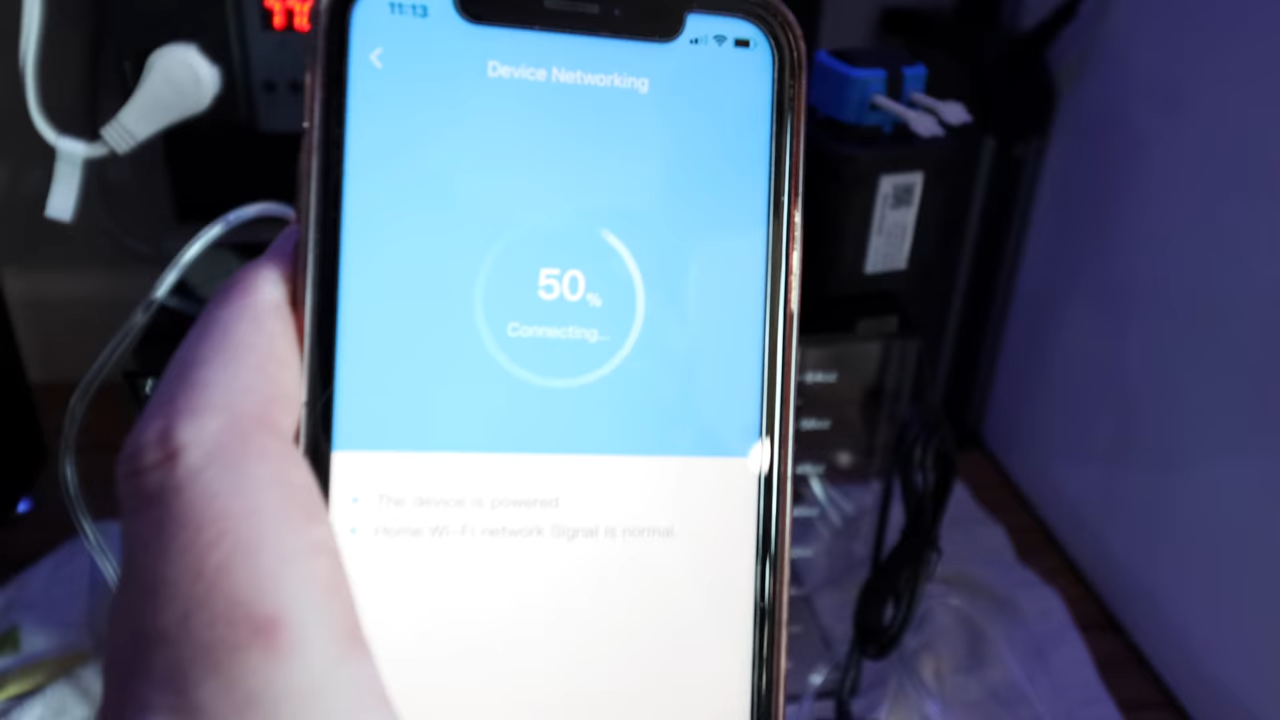 11:13
Device Networking
50%
Connecting...
The device is powered
Home Wi-Fi network Signal is normal